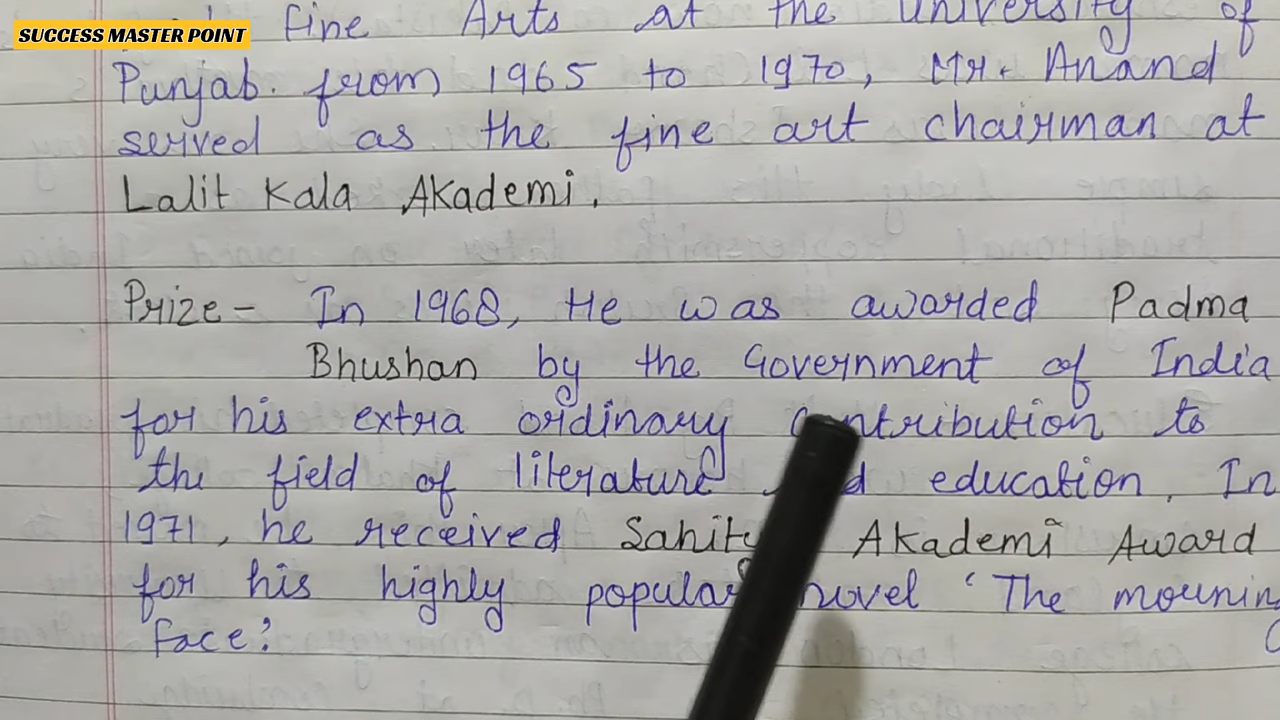 SUCCESS MASTER POINT
fine Arts at the University of
Punjab. from 1965 to 1970, Mr. Anand
served as the fine art chairman at
Lalit Kala Akademi.
Prize - In 1968, He was awarded Padma
Bhushan by the Government of India
for his extra ordinary contribution to
the field of literature education. In
1971, he received Akademi Award
for his highly popular novel 'The mourning
face'.